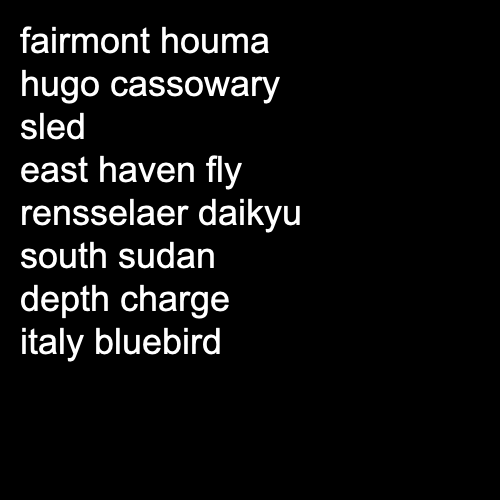 fairmont houma
hugo cassowary
sled
east haven fly
rensselaer daikyu
south sudan
depth charge
italy bluebird